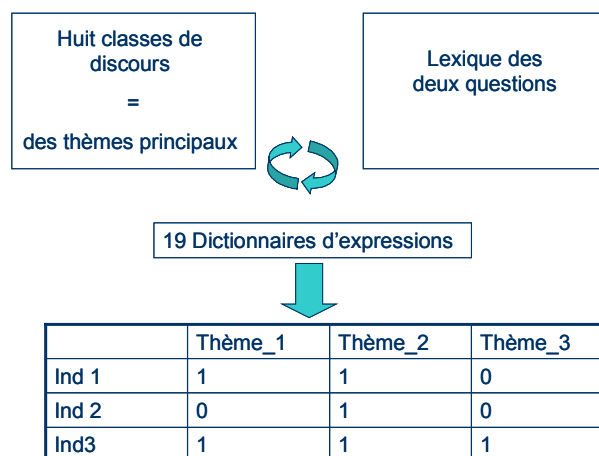 Huit classes de
discours
=
des thèmes principaux
Lexique des
deux questions
19 Dictionnaires d'expressions
Thème_1 Thème_2 Thème_3
Ind 1 1 1 0
Ind 2 0 1 0
Ind3 1 1 1